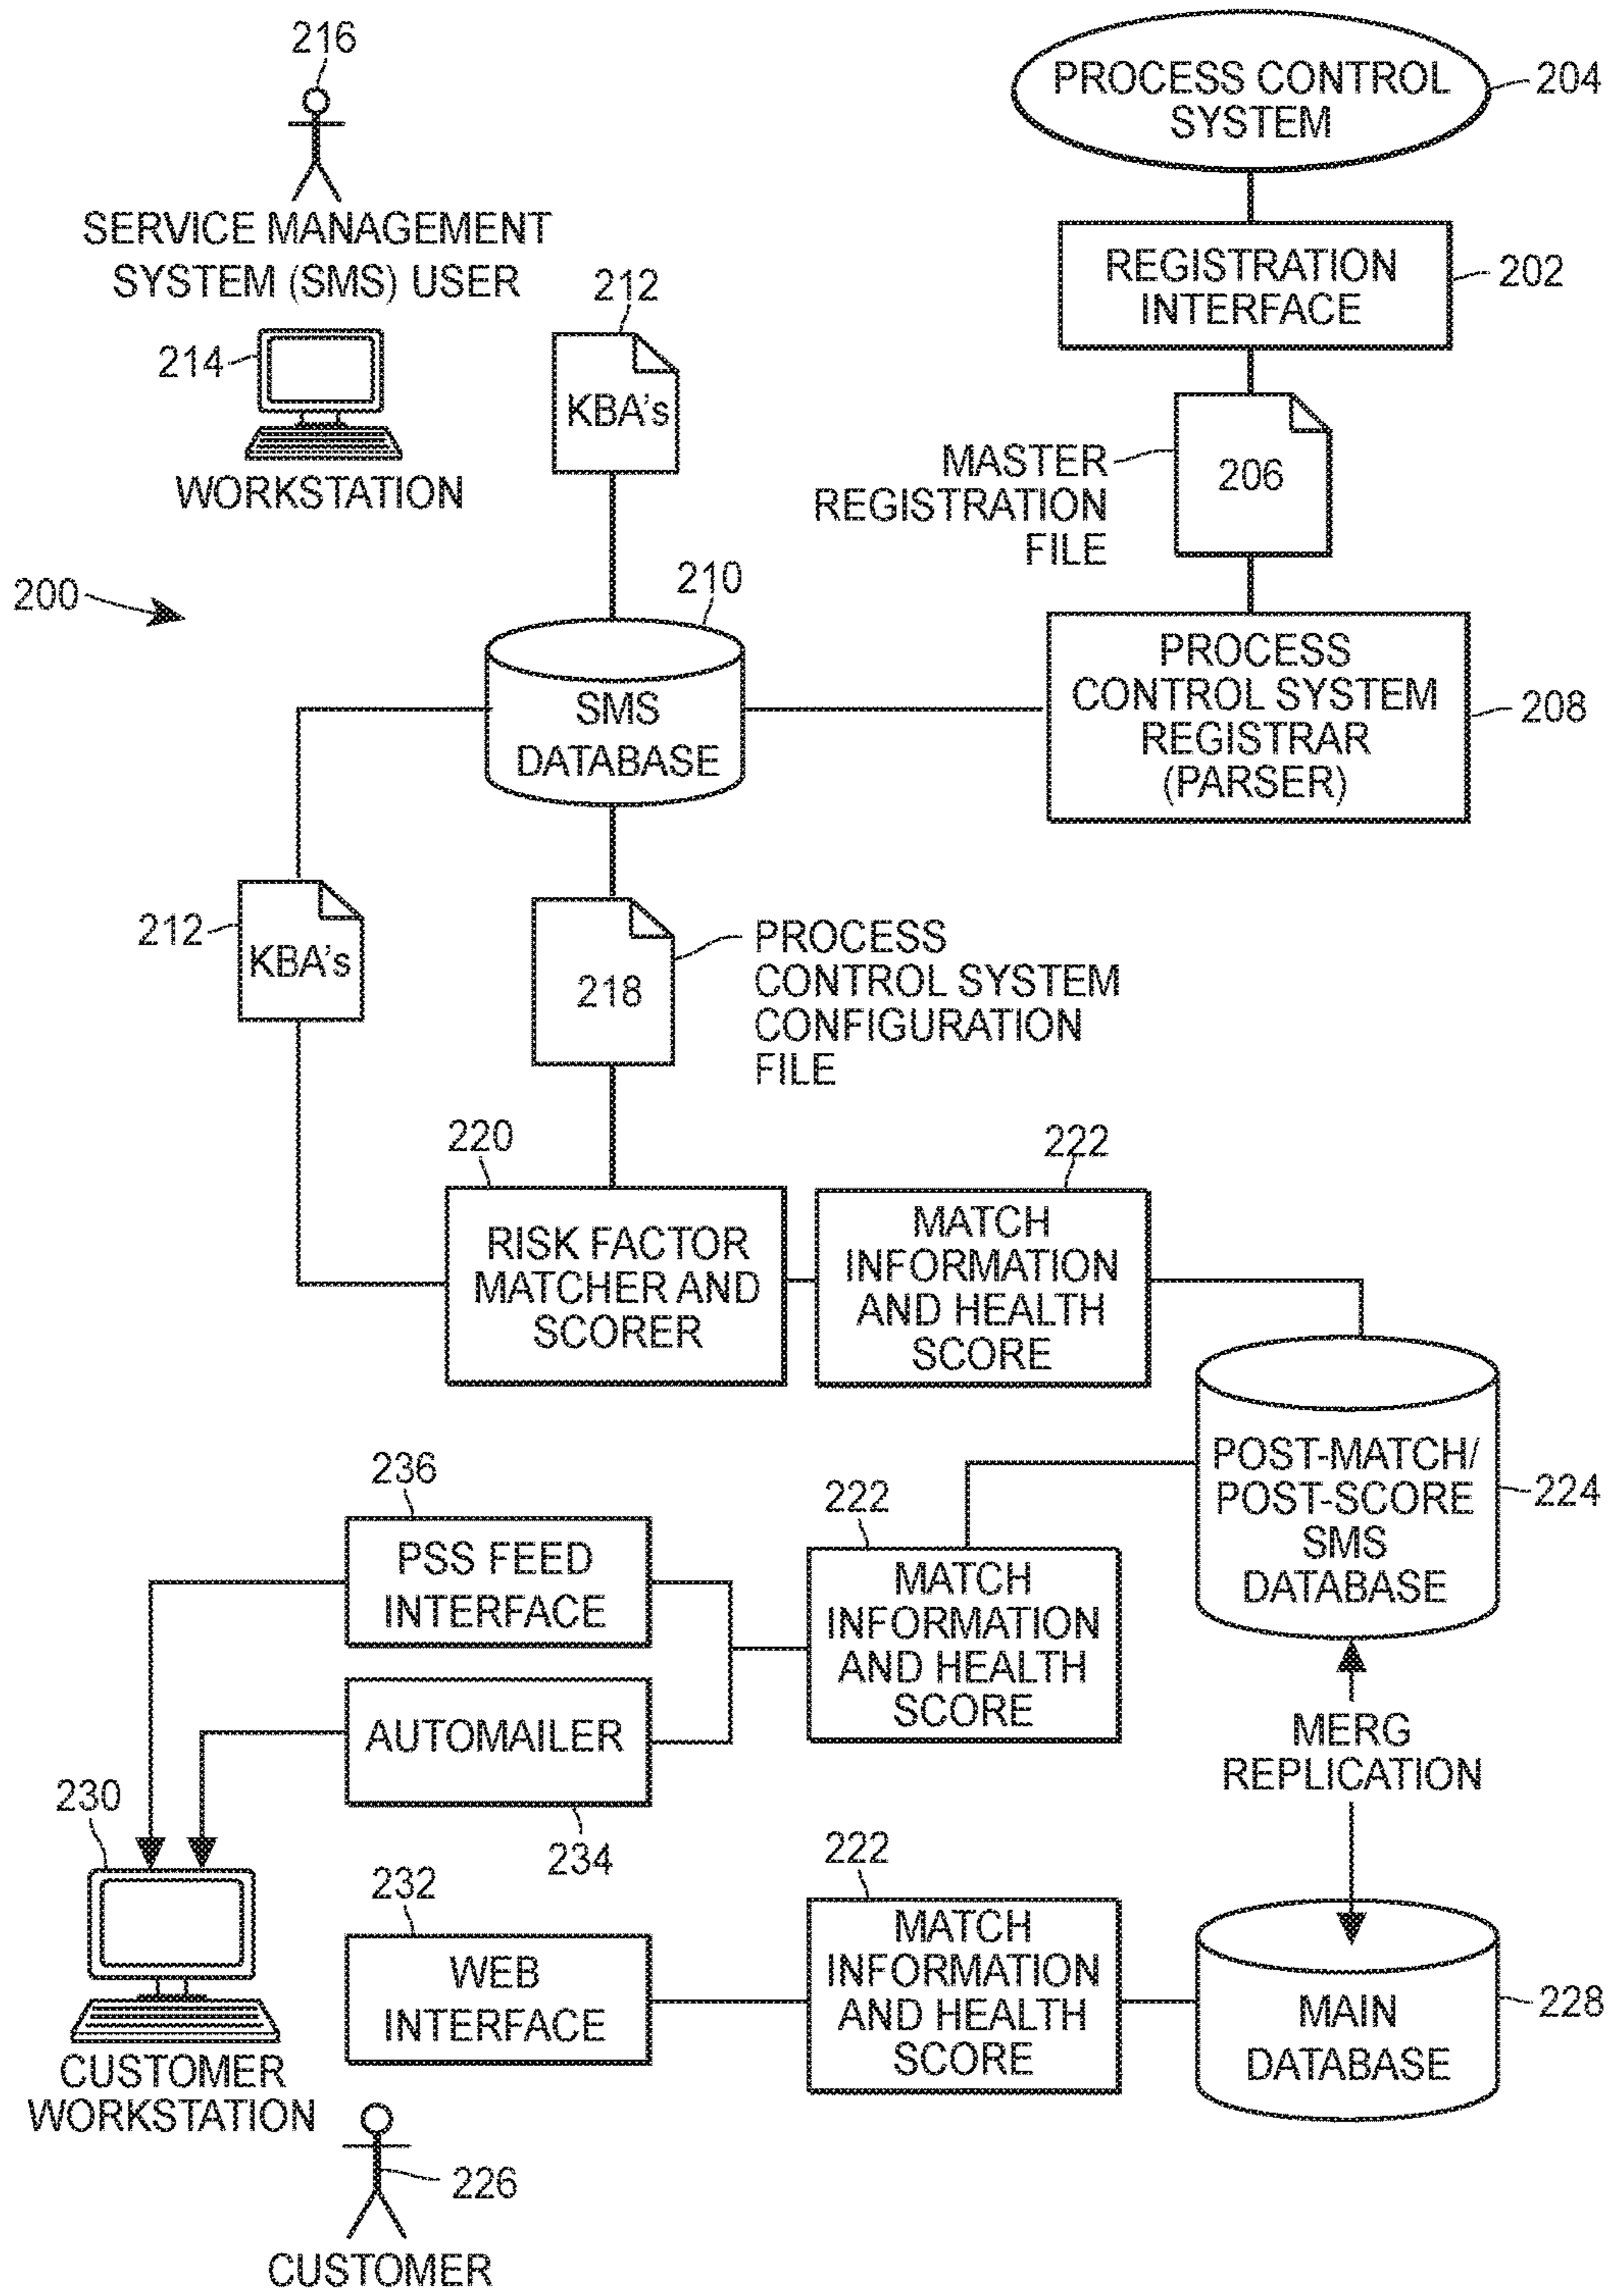 216
SERVICE MANAGEMENT
SYSTEM (SMS) USER
214
WORKSTATION
212
KBA's
PROCESS CONTROL
SYSTEM
204
REGISTRATION
INTERFACE
202
MASTER
REGISTRATION
FILE
206
200
210
SMS
DATABASE
PROCESS
CONTROL SYSTEM
REGISTRAR
(PARSER)
208
212
KBA's
218
PROCESS
CONTROL SYSTEM
CONFIGURATION
FILE
220
RISK FACTOR
MATCHER AND
SCORER
222
MATCH
INFORMATION
AND HEALTH
SCORE
POST-MATCH/
POST-SCORE
SMS
DATABASE
224
236
PSS FEED
INTERFACE
222
MATCH
INFORMATION
AND HEALTH
SCORE
AUTOMAILER
234
MERG
REPLICATION
230
CUSTOMER
WORKSTATION
232
WEB
INTERFACE
222
MATCH
INFORMATION
AND HEALTH
SCORE
MAIN
DATABASE
228
226
CUSTOMER